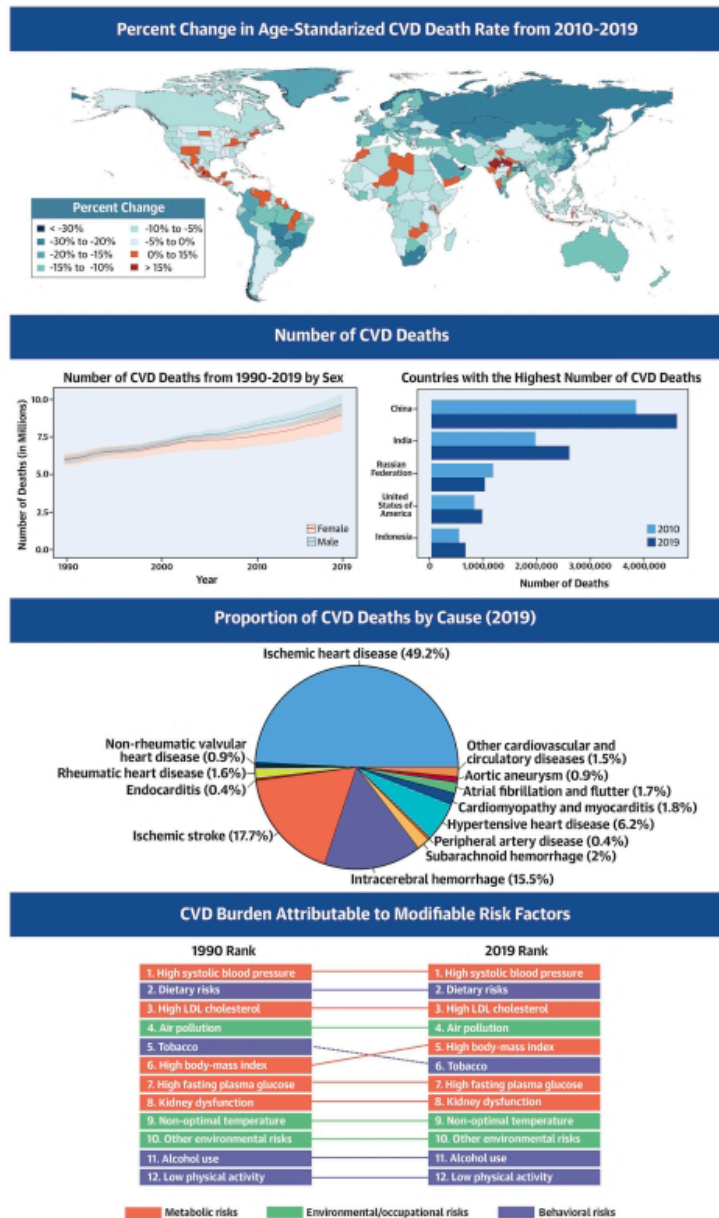 Percent Change in Age-Standarized CVD Death Rate from 2010-2019
Percent Change
< -30%
-30% to -20%
-20% to -15%
-15% to -10%
-10% to -5%
-5% to 0%
0% to 15%
> 15%
Number of CVD Deaths
Number of CVD Deaths from 1990-2019 by Sex
Number of Deaths (in Millions)
10.0
7.5
5.0
2.5
0.0
1990
2000
2010
2019
Year
Female
Male
Countries with the Highest Number of CVD Deaths
China
India
Russian
Federation
United
States of
America
Indonesia
0
1,000,000
2,000,000
3,000,000
4,000,000
Number of Deaths
2010
2019
Proportion of CVD Deaths by Cause (2019)
Ischemic heart disease (49.2%)
Non-rheumatic valvular
heart disease (0.9%)
Rheumatic heart disease (1.6%)
Endocarditis (0.4%)
Ischemic stroke (17.7%)
Intracerebral hemorrhage (15.5%)
Other cardiovascular and
circulatory diseases (1.5%)
Aortic aneurysm (0.9%)
Atrial fibrillation and flutter (1.7%)
Cardiomyopathy and myocarditis (1.8%)
Hypertensive heart disease (6.2%)
Peripheral artery disease (0.4%)
Subarachnoid hemorrhage (2%)
CVD Burden Attributable to Modifiable Risk Factors
1990 Rank
1. High systolic blood pressure
2. Dietary risks
3. High LDL cholesterol
4. Air pollution
5. Tobacco
6. High body-mass index
7. High fasting plasma glucose
8. Kidney dysfunction
9. Non-optimal temperature
10. Other environmental risks
11. Alcohol use
12. Low physical activity
2019 Rank
1. High systolic blood pressure
2. Dietary risks
3. High LDL cholesterol
4. Air pollution
5. High body-mass index
6. Tobacco
7. High fasting plasma glucose
8. Kidney dysfunction
9. Non-optimal temperature
10. Other environmental risks
11. Alcohol use
12. Low physical activity
Metabolic risks
Environmental/occupational risks
Behavioral risks